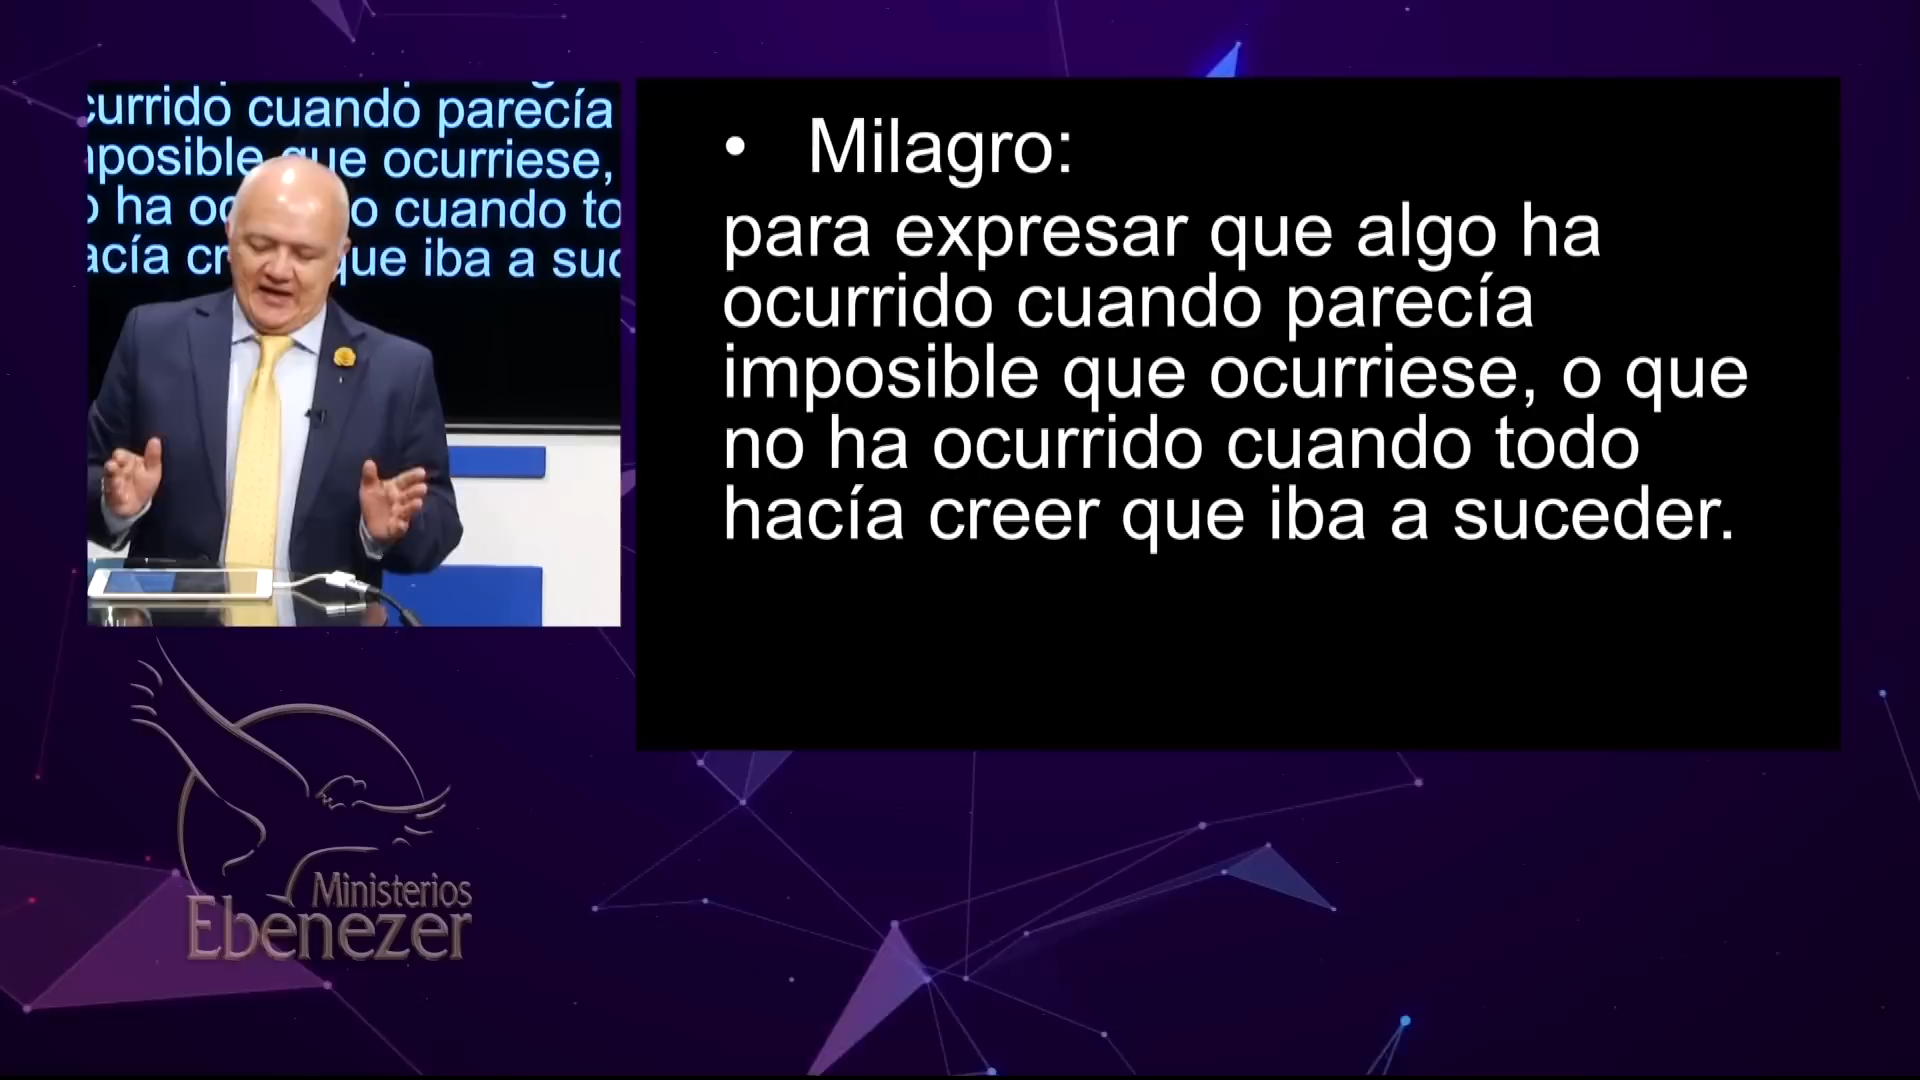 currido cuando parecía
que ocurriese,
ha o cuando
que iba a
• Milagro:
para expresar que algo ha
ocurrido cuando parecía
imposible que ocurriese, o que
no ha ocurrido cuando todo
hacía creer que iba a suceder.
Ministerios
Ebenezer